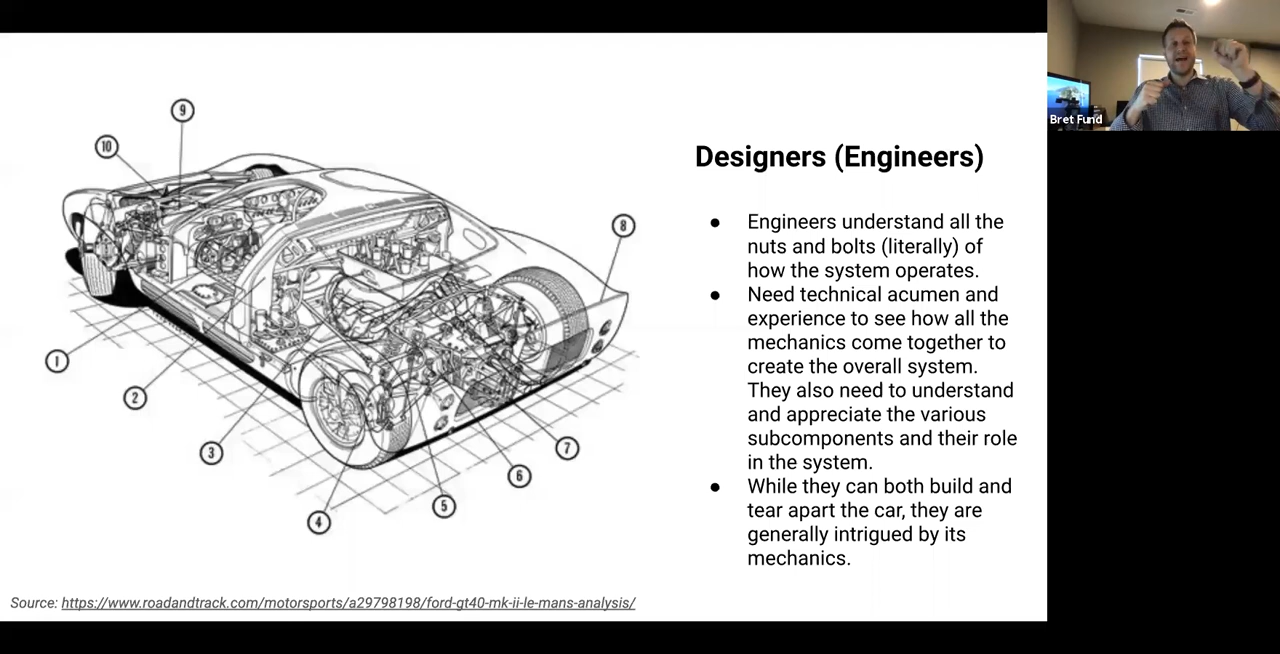 9
10
8
1
2
3
7
6
5
4
Designers (Engineers)
● Engineers understand all the
nuts and bolts (literally) of
how the system operates.
● Need technical acumen and
experience to see how all the
mechanics come together to
create the overall system.
They also need to understand
and appreciate the various
subcomponents and their role
in the system.
● While they can both build and
tear apart the car, they are
generally intrigued by its
mechanics.
Source: https://www.roadandtrack.com/motorsports/a29798198/ford-gt40-mk-ii-le-mans-analysis/
Bret Fund